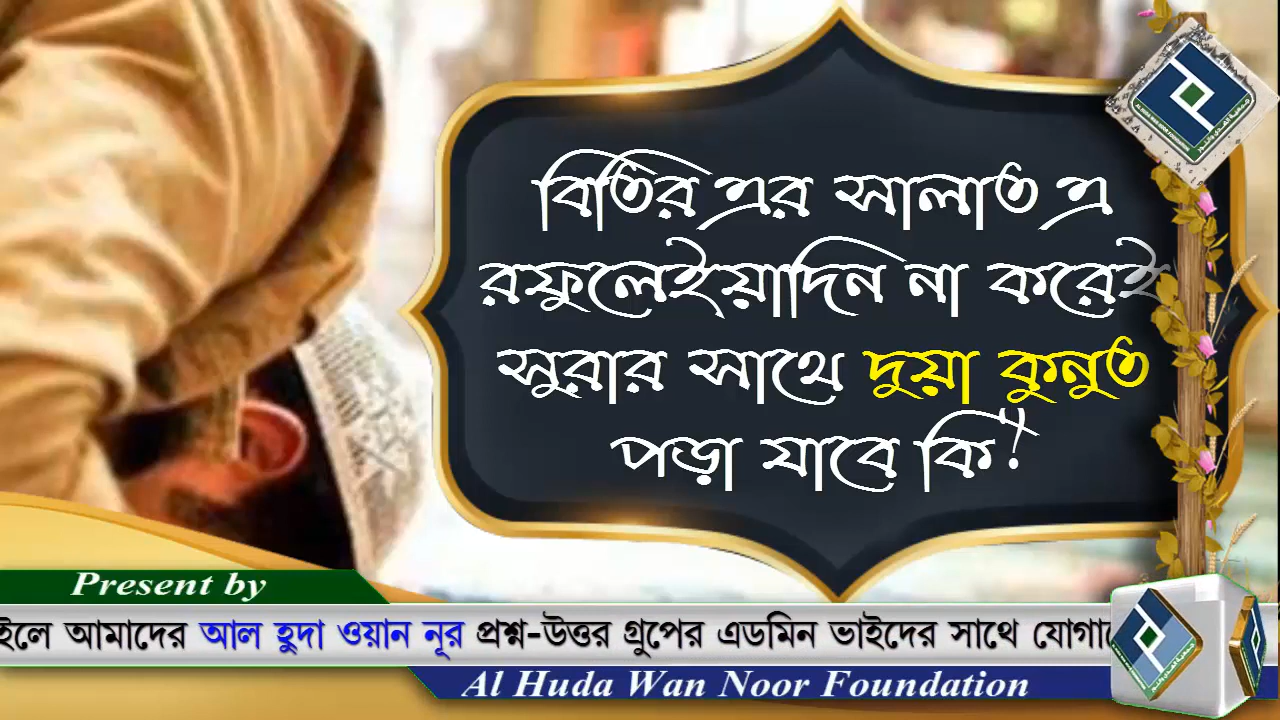 বিতির এর সালাত এ
রফুলেইয়াদিন না করেই
সুরার সাথে দুয়া কুনুত
পড়া যাবে কি?
Present by
ইলে আমাদের আল হুদা ওয়ান নূর প্রশ্ন-উত্তর গ্রুপের এডমিন ভাইদের সাথে
Al Huda Wan Noor Foundation